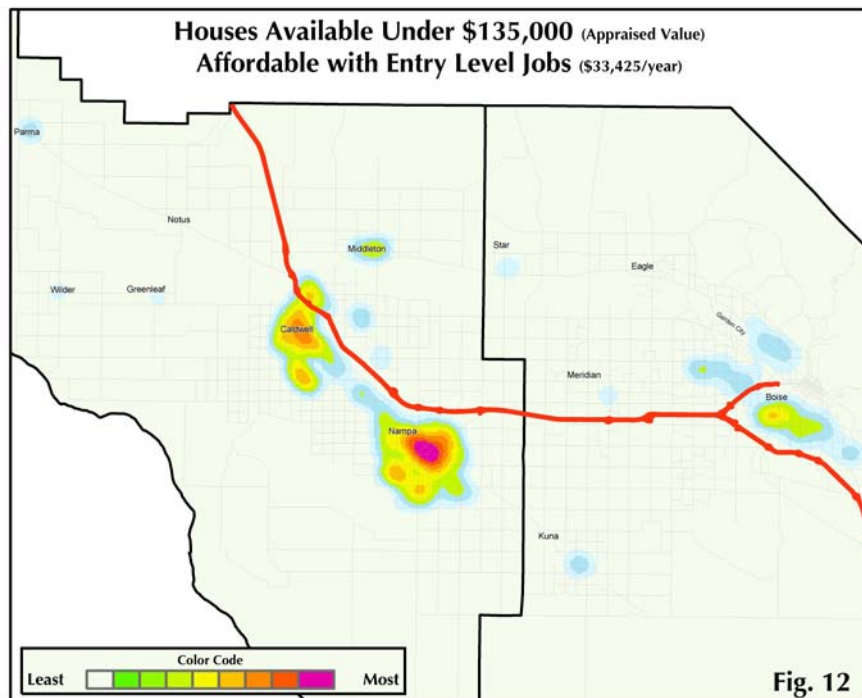 Houses Available Under $135,000 (Appraised Value)
Affordable with Entry Level Jobs ($33,425/year)
Parma
Notus
Middleton
Star
Eagle
Wilder
Greenleaf
Garden City
Caldwell
Meridian
Boise
Nampa
Kuna
Color Code
Least
Most
Fig. 12